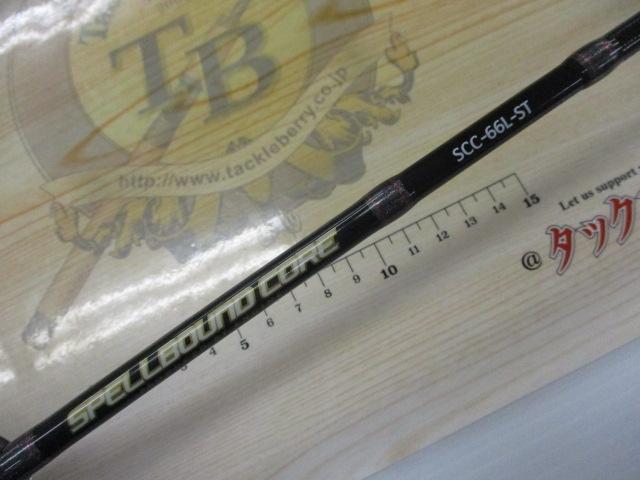 TB
http://www.tackleberry.co.jp
SCC-66L-ST
SPELLBOUND CORE
3 4 5 6 7 8 9 10 11 12 13 14 15
Let us support
@タック